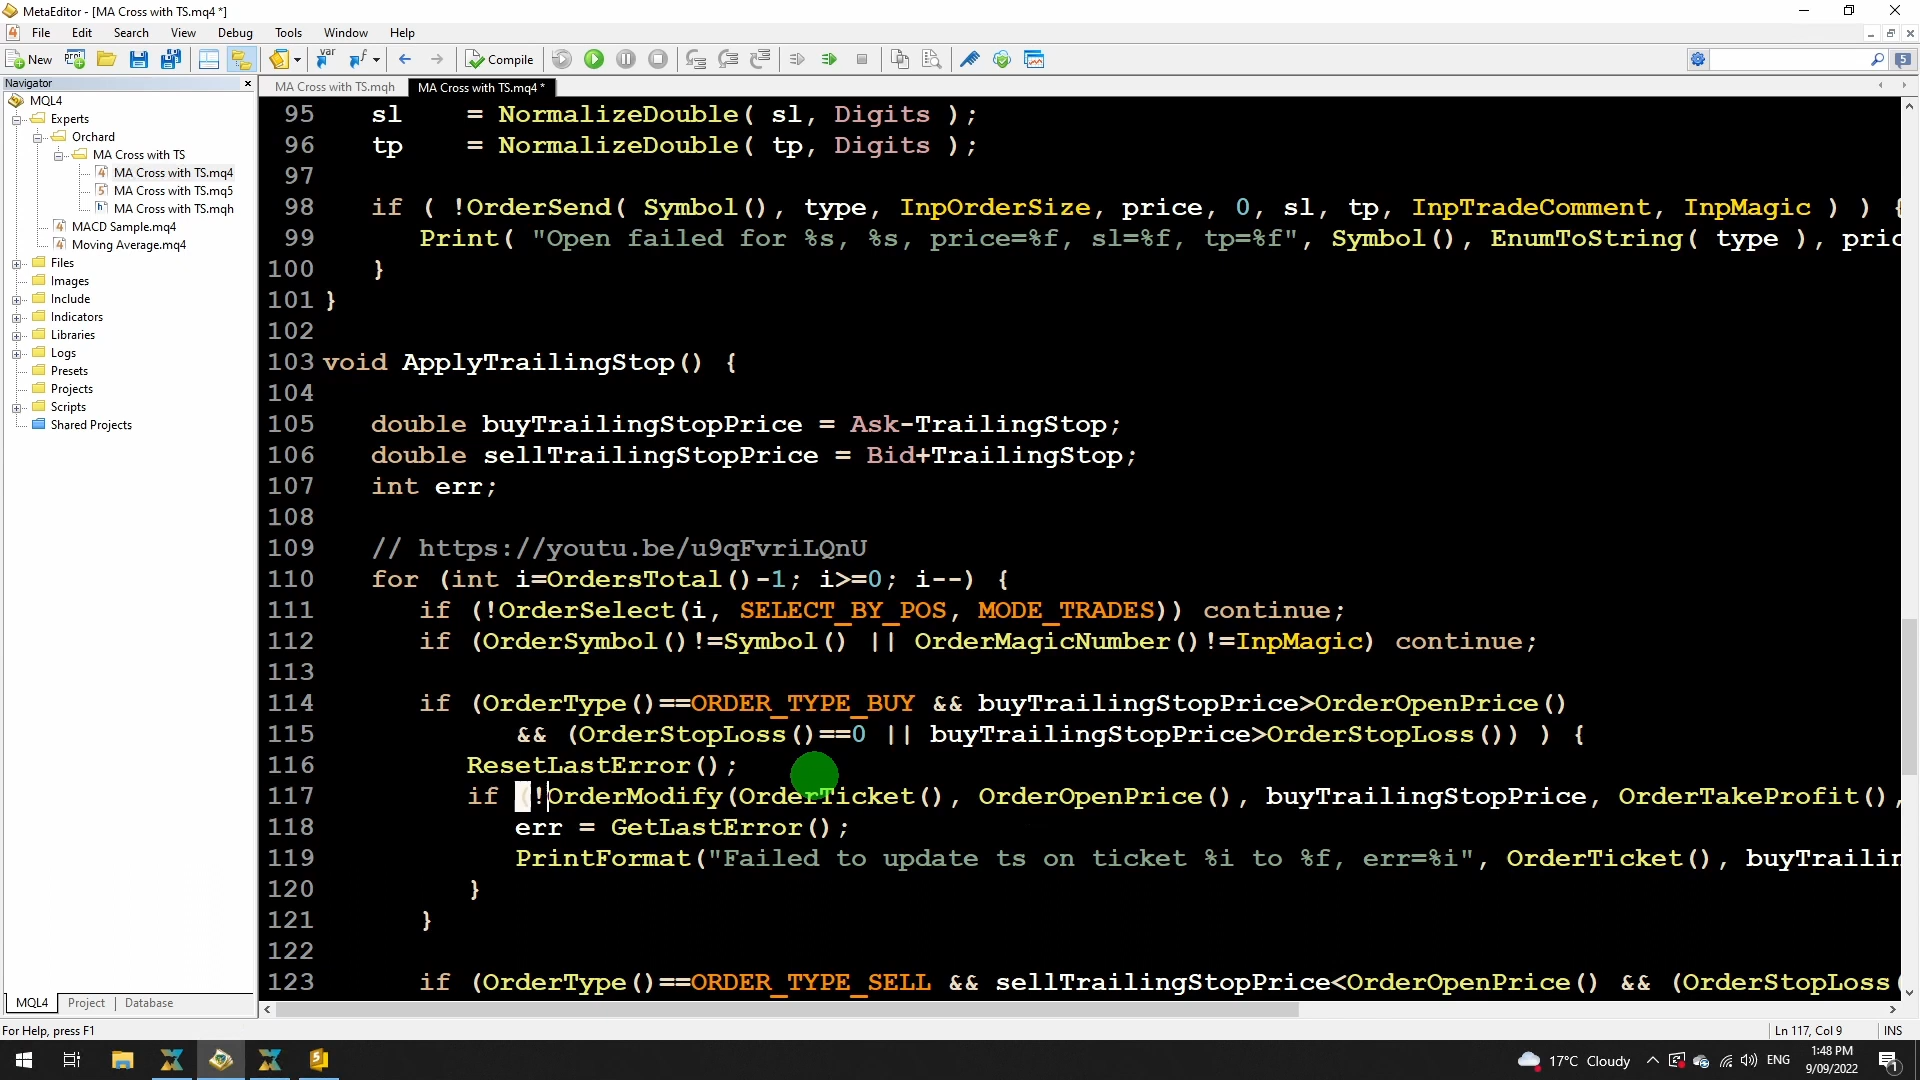 MetaEditor - [MA Cross with TS.mq4 *]
File Edit Search View Debug Tools Window Help
New Compile
Navigator
MQL4
Experts
Orchard
MA Cross with TS
MA Cross with TS.mq4
MA Cross with TS.mq5
MA Cross with TS.mqh
MACD Sample.mq4
Moving Average.mq4
Files
Images
Include
Indicators
Libraries
Logs
Presets
Projects
Scripts
Shared Projects
MQL4 Project Database
MA Cross with TS.mqh MA Cross with TS.mq4 *
95 sl = NormalizeDouble( sl, Digits );
96 tp = NormalizeDouble( tp, Digits );
97
98 if ( !OrderSend( Symbol(), type, InpOrderSize, price, 0, sl, tp, InpTradeComment, InpMagic ) ) {
99 Print( "Open failed for %s, %s, price=%f, sl=%f, tp=%f", Symbol(), EnumToString( type ), pric
100 }
101 }
102
103 void ApplyTrailingStop() {
104
105 double buyTrailingStopPrice = Ask-TrailingStop;
106 double sellTrailingStopPrice = Bid+TrailingStop;
107 int err;
108
109 // https://youtu.be/u9qFvriLQnU
110 for (int i=OrdersTotal()-1; i>=0; i--) {
111 if (!OrderSelect(i, SELECT_BY_POS, MODE_TRADES)) continue;
112 if (OrderSymbol()!=Symbol() || OrderMagicNumber()!=InpMagic) continue;
113
114 if (OrderType()==ORDER_TYPE_BUY && buyTrailingStopPrice>OrderOpenPrice()
115 && (OrderStopLoss()==0 || buyTrailingStopPrice>OrderStopLoss()) ) {
116 ResetLastError();
117 if (!OrderModify(OrderTicket(), OrderOpenPrice(), buyTrailingStopPrice, OrderTakeProfit(),
118 err = GetLastError();
119 PrintFormat("Failed to update ts on ticket %i to %f, err=%i", OrderTicket(), buyTrailin
120 }
121 }
122
123 if (OrderType()==ORDER_TYPE_SELL && sellTrailingStopPrice<OrderOpenPrice() && (OrderStopLoss(
For Help, press F1 Ln 117, Col 9 INS
17°C Cloudy ENG 1:48 PM
9/09/2022